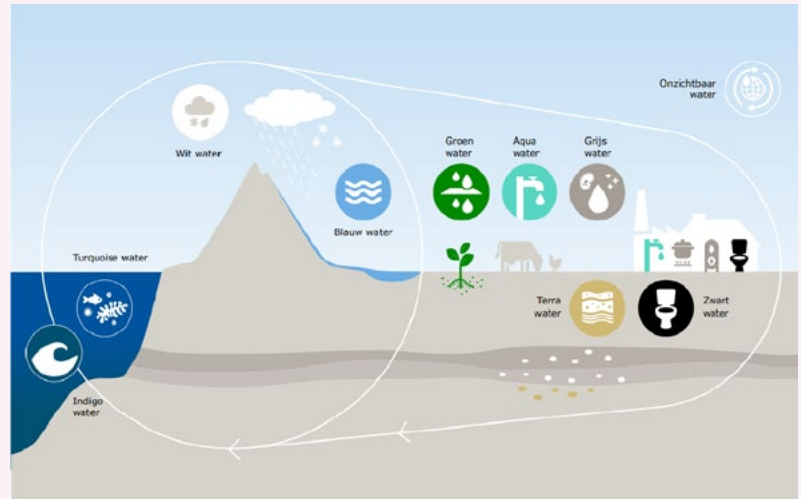 Onzichtbaar
water
Wit water
Groen
water
Aqua
water
Grijs
water
Blauw water
Turquoise water
Terra
water
Zwart
water
Indigo
water